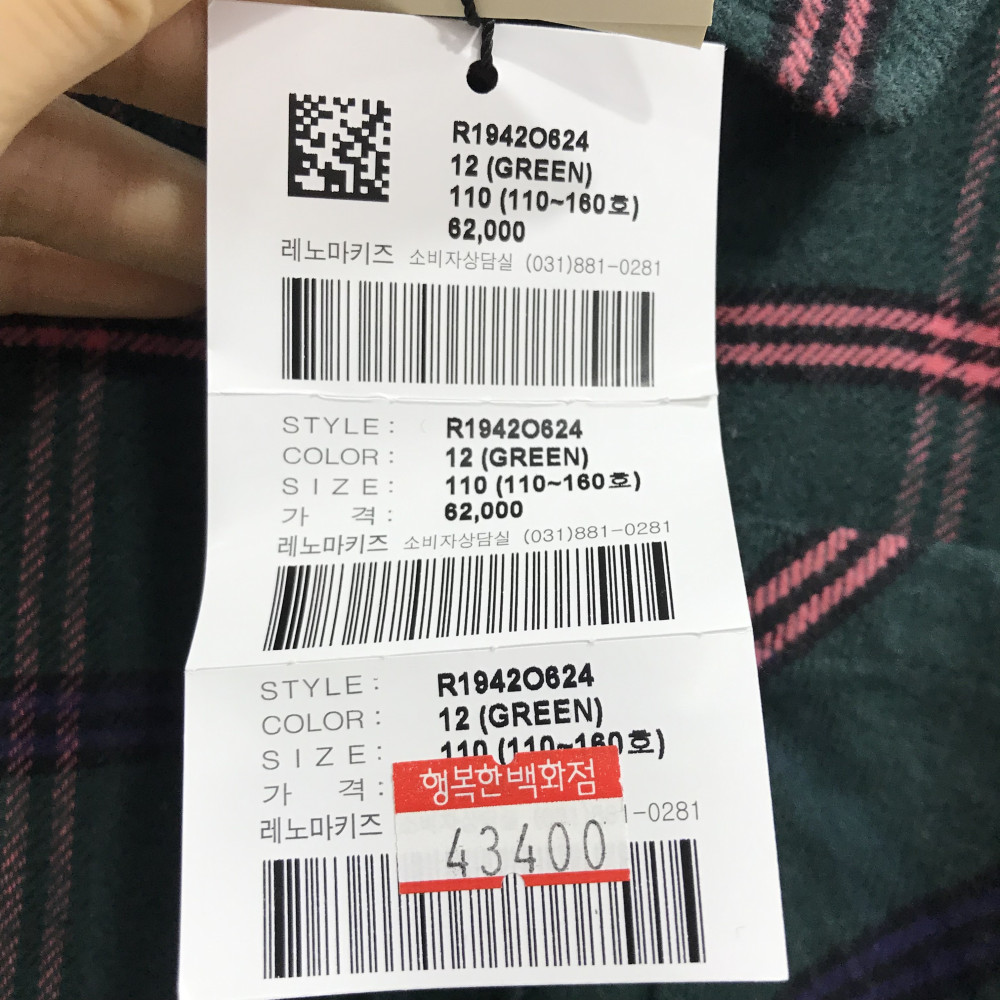 R1942O624
12 (GREEN)
110 (110~160호)
62,000
레노마키즈 소비자상담실 (031)881-0281
STYLE: R1942O624
COLOR: 12 (GREEN)
SIZE: 110 (110~160호)
가 격: 62,000
레노마키즈 소비자상담실 (031)881-0281
STYLE: R1942O624
COLOR: 12 (GREEN)
SIZE: 110 (110~160호)
가 격:
행복한백화점
레노마키즈 1-0281
43400